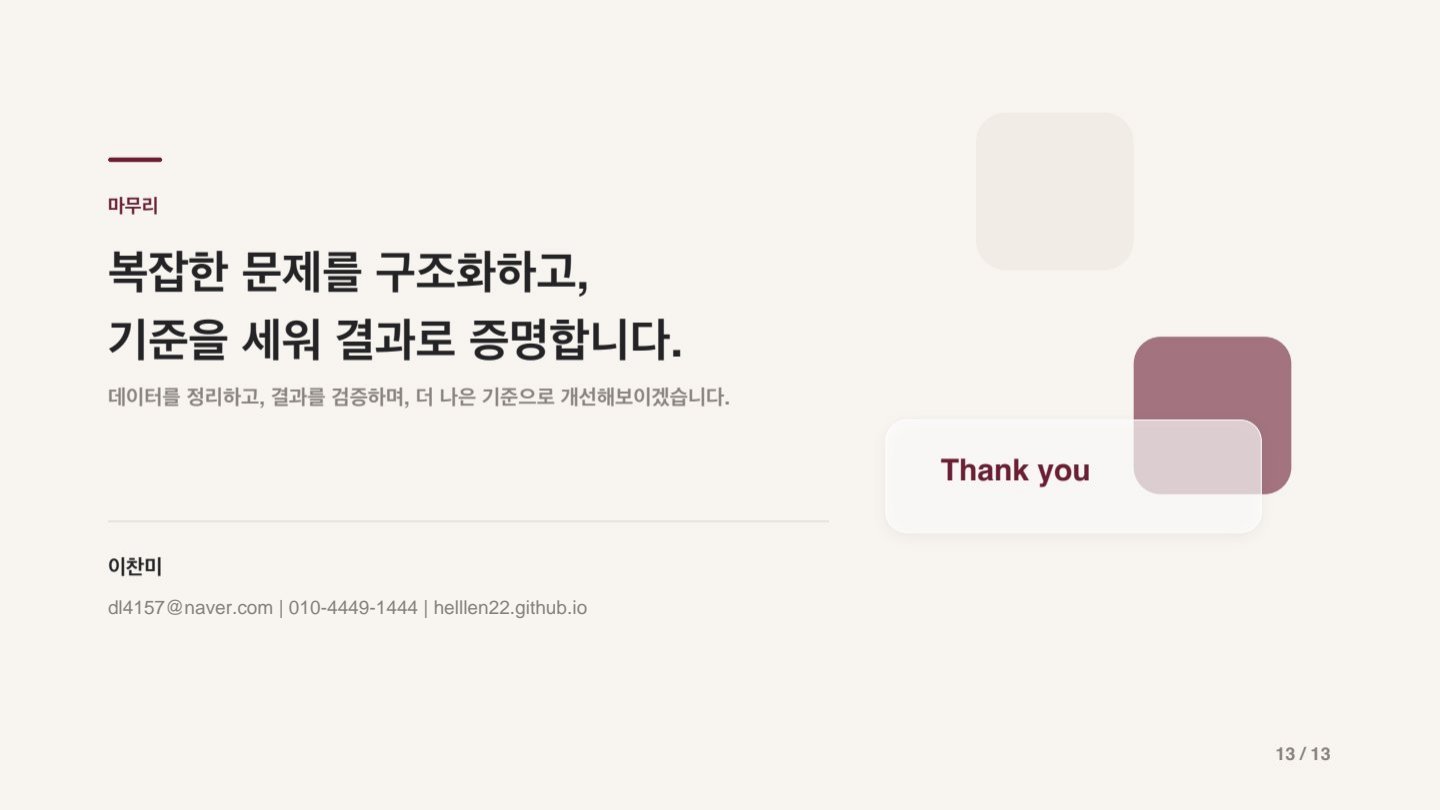 마무리
복잡한 문제를 구조화하고,
기준을 세워 결과로 증명합니다.
데이터를 정리하고, 결과를 검증하며, 더 나은 기준으로 개선해보이겠습니다.
Thank you
이찬미
dl4157@naver.com | 010-4449-1444 | helllen22.github.io
13 / 13